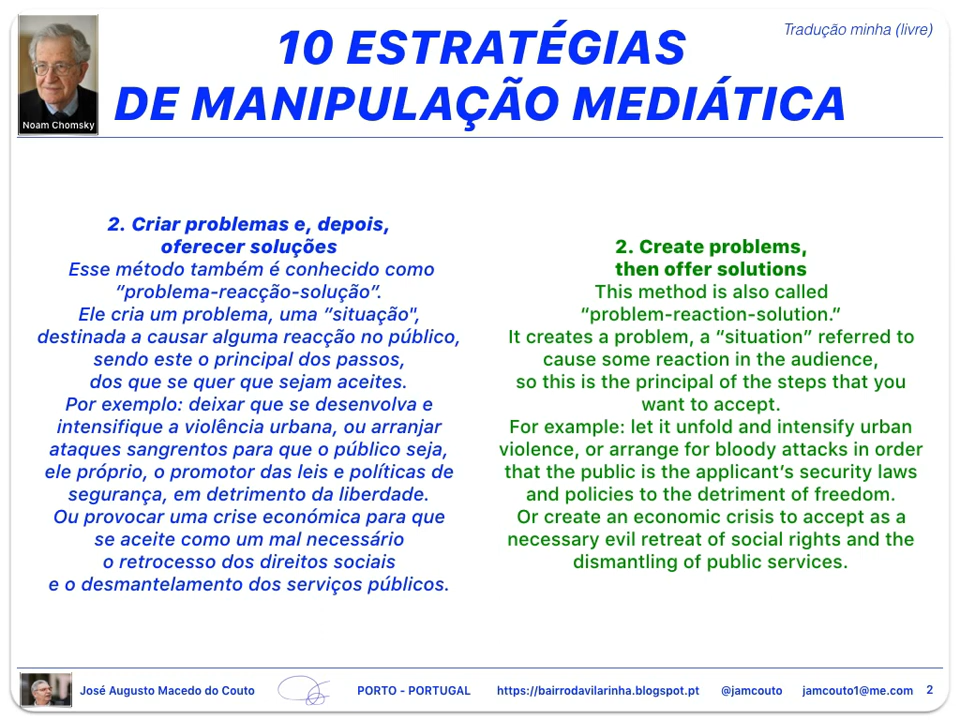 Tradução minha (livre)
10 ESTRATÉGIAS
DE MANIPULAÇÃO MEDIÁTICA
Noam Chomsky
2. Criar problemas e, depois,
oferecer soluções
Esse método também é conhecido como
“problema-reacção-solução”.
Ele cria um problema, uma “situação",
destinada a causar alguma reacção no público,
sendo este o principal dos passos,
dos que se quer que sejam aceites.
Por exemplo: deixar que se desenvolva e
intensifique a violência urbana, ou arranjar
ataques sangrentos para que o público seja,
ele próprio, o promotor das leis e políticas de
segurança, em detrimento da liberdade.
Ou provocar uma crise económica para que
se aceite como um mal necessário
o retrocesso dos direitos sociais
e o desmantelamento dos serviços públicos.
2. Create problems,
then offer solutions
This method is also called
“problem-reaction-solution.”
It creates a problem, a “situation” referred to
cause some reaction in the audience,
so this is the principal of the steps that you
want to accept.
For example: let it unfold and intensify urban
violence, or arrange for bloody attacks in order
that the public is the applicant’s security laws
and policies to the detriment of freedom.
Or create an economic crisis to accept as a
necessary evil retreat of social rights and the
dismantling of public services.
José Augusto Macedo do Couto PORTO - PORTUGAL https://bairrodavilarinha.blogspot.pt @jamcouto jamcouto1@me.com 2